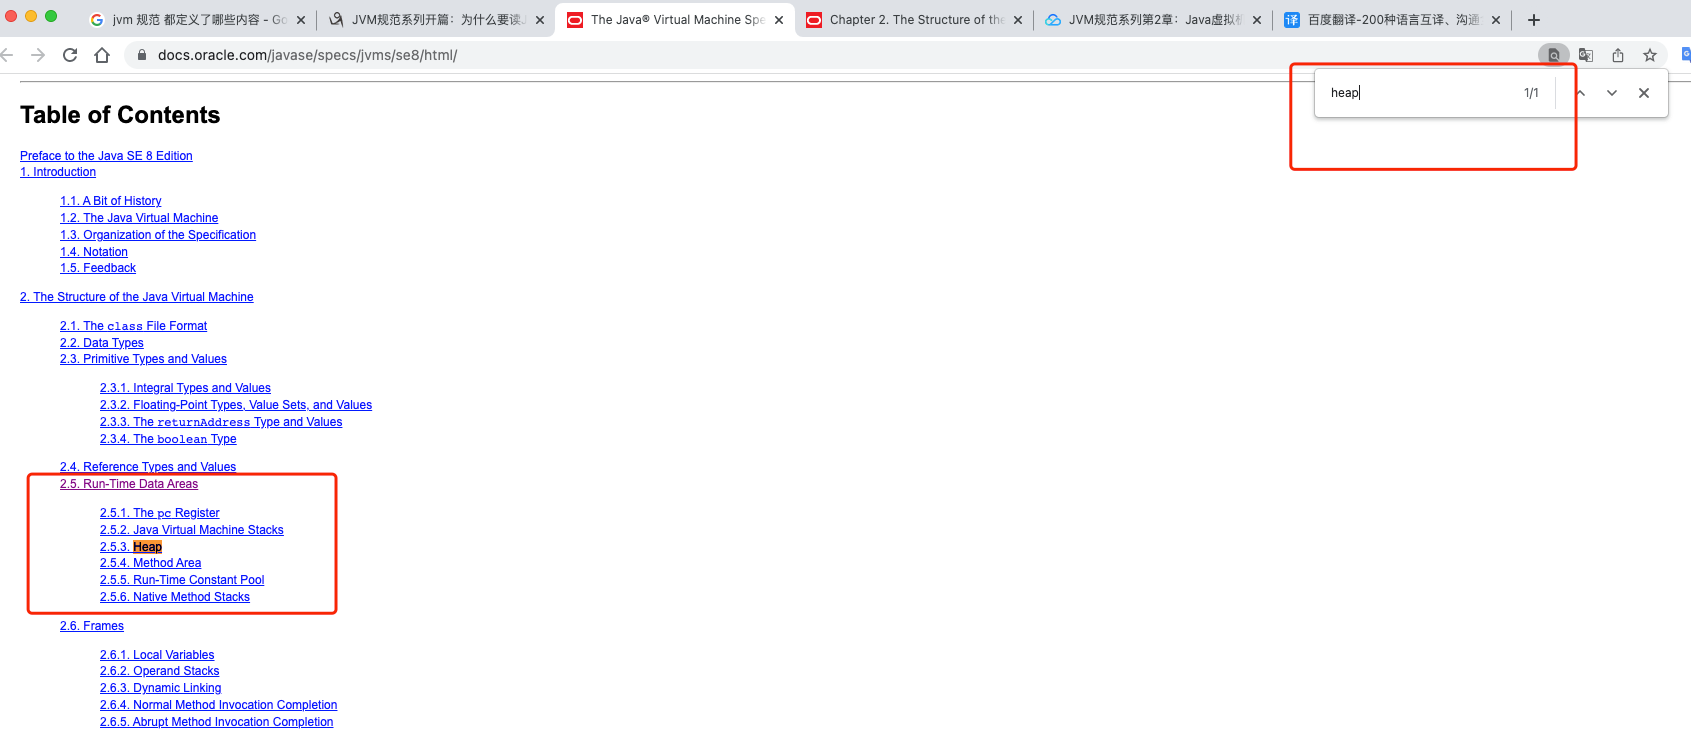 jvm 规范 都定义了哪些内容 - Go
JVM规范系列开篇：为什么要读J
The Java® Virtual Machine Spe
Chapter 2. The Structure of the
JVM规范系列第2章：Java虚拟机
译 百度翻译-200种语言互译、沟通
docs.oracle.com/javase/specs/jvms/se8/html/
heap 1/1
Table of Contents
Preface to the Java SE 8 Edition
1. Introduction
1.1. A Bit of History
1.2. The Java Virtual Machine
1.3. Organization of the Specification
1.4. Notation
1.5. Feedback
2. The Structure of the Java Virtual Machine
2.1. The class File Format
2.2. Data Types
2.3. Primitive Types and Values
2.3.1. Integral Types and Values
2.3.2. Floating-Point Types, Value Sets, and Values
2.3.3. The returnAddress Type and Values
2.3.4. The boolean Type
2.4. Reference Types and Values
2.5. Run-Time Data Areas
2.5.1. The pc Register
2.5.2. Java Virtual Machine Stacks
2.5.3. Heap
2.5.4. Method Area
2.5.5. Run-Time Constant Pool
2.5.6. Native Method Stacks
2.6. Frames
2.6.1. Local Variables
2.6.2. Operand Stacks
2.6.3. Dynamic Linking
2.6.4. Normal Method Invocation Completion
2.6.5. Abrupt Method Invocation Completion